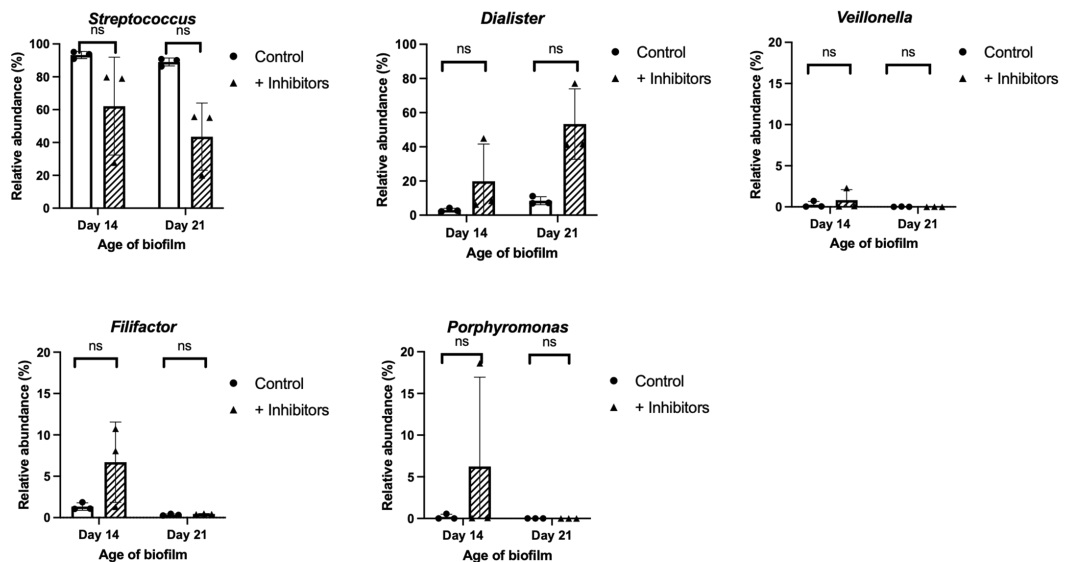 Streptococcus
ns
ns
Relative abundance (%)
100
80
60
40
20
0
Day 14
Day 21
Age of biofilm
Control
+ Inhibitors
Dialister
ns
ns
Relative abundance (%)
100
80
60
40
20
0
Day 14
Day 21
Age of biofilm
Control
+ Inhibitors
Veillonella
ns
ns
Relative abundance (%)
20
15
10
5
0
Day 14
Day 21
Age of biofilm
Control
+ Inhibitors
Filifactor
ns
ns
Relative abundance (%)
20
15
10
5
0
Day 14
Day 21
Age of biofilm
Control
+ Inhibitors
Porphyromonas
ns
ns
Relative abundance (%)
20
15
10
5
0
Day 14
Day 21
Age of biofilm
Control
+ Inhibitors